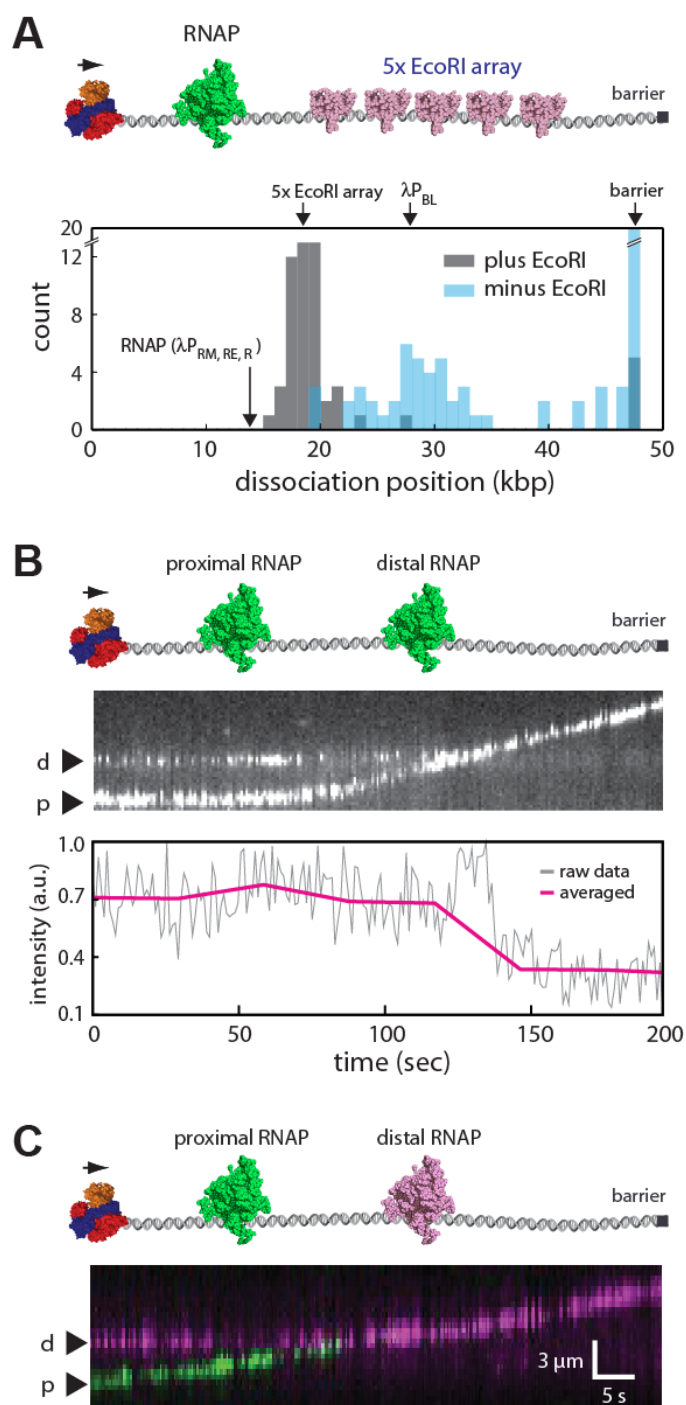 A
RNAP
5x EcoRI array
barrier
5x EcoRI array
λP_BL
barrier
20
12
8
4
0
count
plus EcoRI
minus EcoRI
RNAP (λP_RM, RE, R)
0
10
20
30
40
50
dissociation position (kbp)
B
proximal RNAP
distal RNAP
barrier
d
p
1.0
0.7
0.4
0.1
intensity (a.u.)
raw data
averaged
0
50
100
150
200
time (sec)
C
proximal RNAP
distal RNAP
barrier
d
p
3 μm
5 s